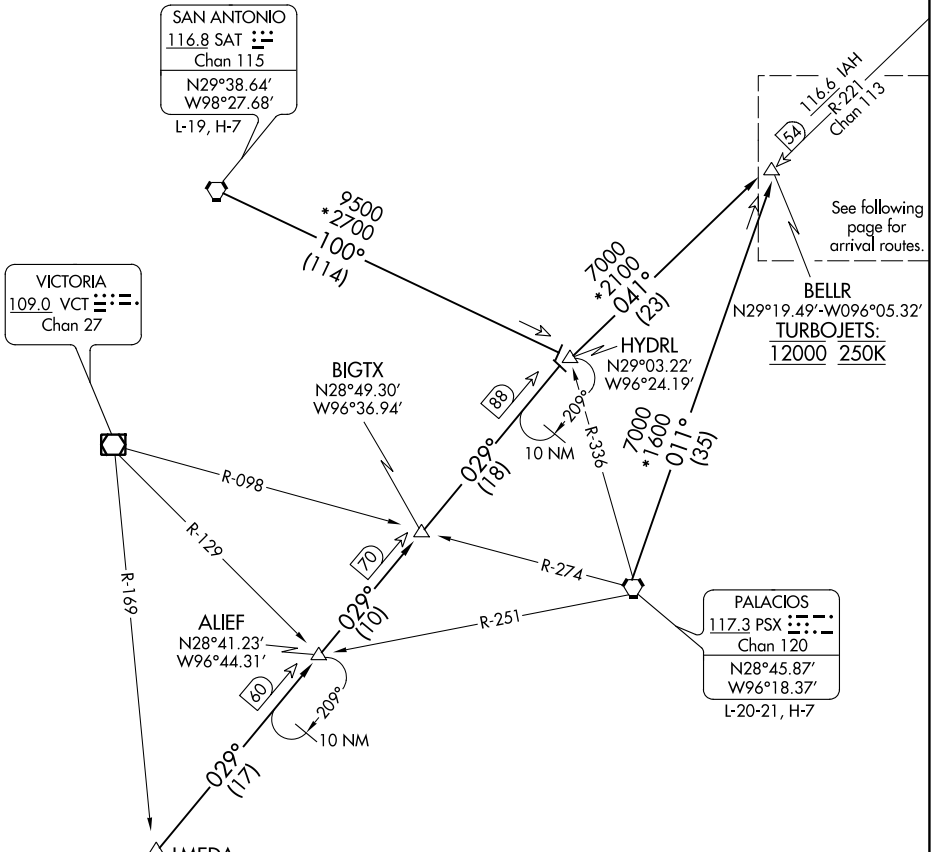 SAN ANTONIO
116.8 SAT
Chan 115
N29°38.64’
W98°27.68’
L-19, H-7
116.6 IAH
R-221
Chan 113
54
See following
page for
arrival routes.
BELLR
N29°19.49’-W096°05.32’
TURBOJETS:
12000 250K
9500
*2700
100°
(114)
7000
*2100
041°
(23)
VICTORIA
109.0 VCT
Chan 27
HYDRL
N29°03.22’
W96°24.19’
BIGTX
N28°49.30’
W96°36.94’
88
209°
10 NM
R-336
7000
*1600
011°
(35)
029°
(18)
R-098
R-129
R-169
70
R-274
R-251
029°
(10)
ALIEF
N28°41.23’
W96°44.31’
PALACIOS
117.3 PSX
Chan 120
N28°45.87’
W96°18.37’
L-20-21, H-7
60
209°
10 NM
029°
(17)